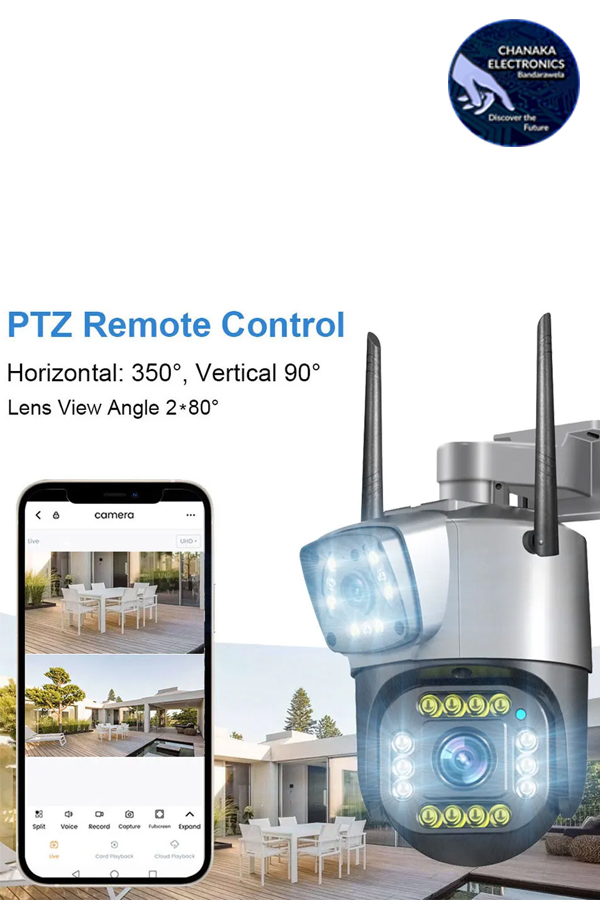 CHANAKA
ELECTRONICS
Bandarawela
Discover the
Future
PTZ Remote Control
Horizontal: 350°, Vertical 90°
Lens View Angle 2*80°
camera
live
UHD
Split Voice Record Capture Fullscreen Expand
Live Card Playback Cloud Playback